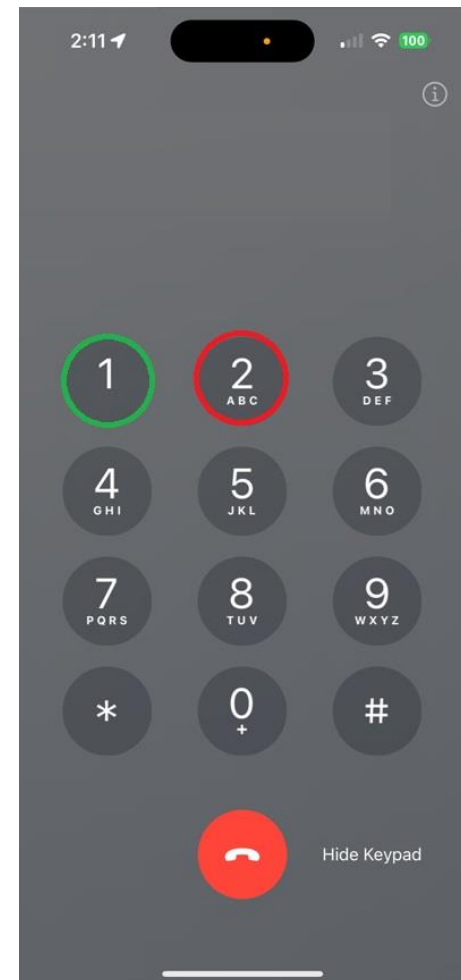 2:11 100
1 2 3
ABC DEF
4 5 6
GHI JKL MNO
7 8 9
PQRS TUV WXYZ
* 0 #
+
Hide Keypad